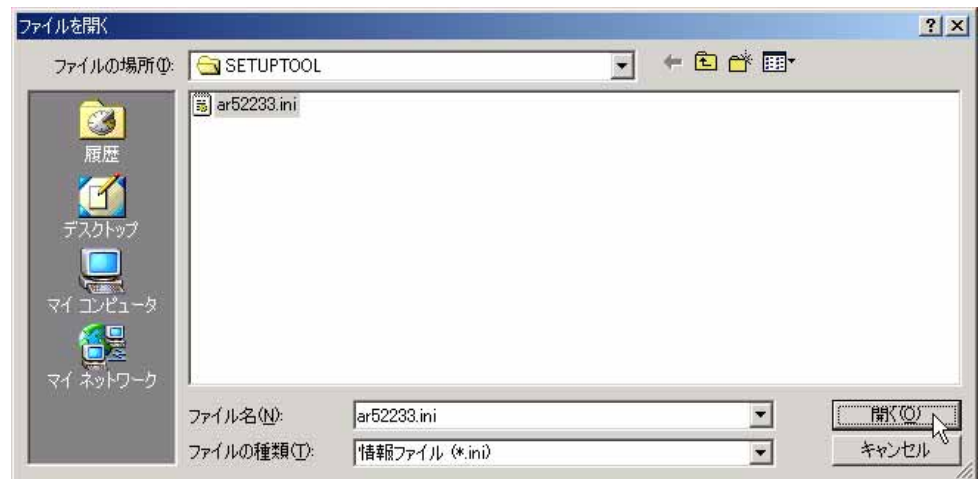 ファイルを開く
ファイルの場所(I):
SETUPTOOL
ar52233.ini
履歴
デスクトップ
マイ コンピュータ
マイ ネットワーク
ファイル名(N):
ar52233.ini
開く(O)
ファイルの種類(T):
情報ファイル (*.ini)
キャンセル